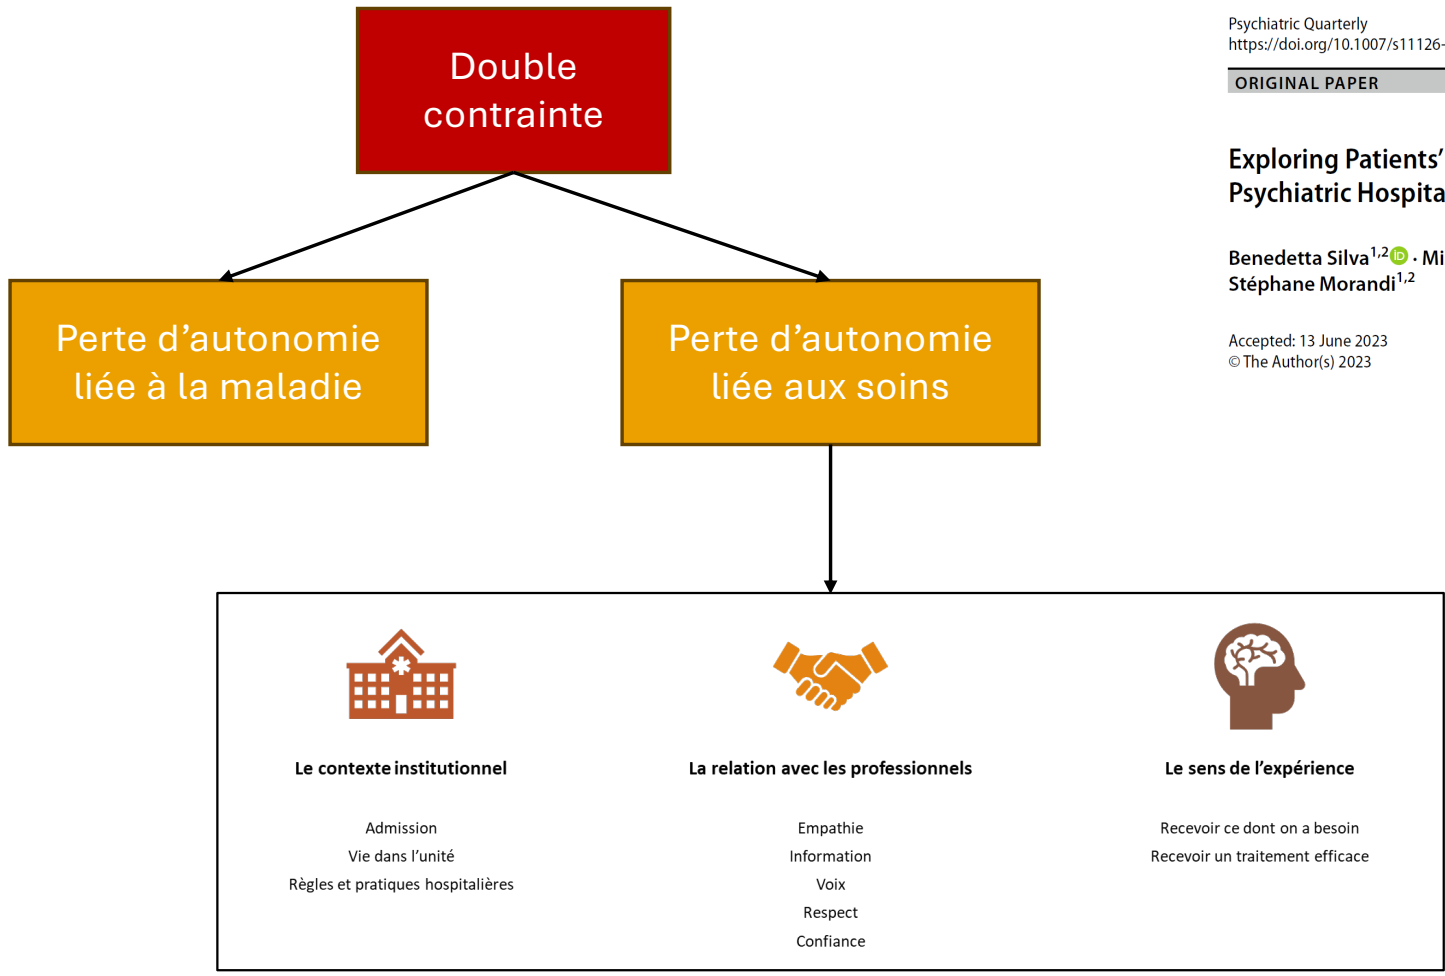 Double
contrainte
Perte d’autonomie
liée à la maladie
Perte d’autonomie
liée aux soins
Psychiatric Quarterly
https://doi.org/10.1007/s11126-
ORIGINAL PAPER
Exploring Patients’
Psychiatric Hospita
Benedetta Silva1,2 iD · Mi
Stéphane Morandi1,2
Accepted: 13 June 2023
© The Author(s) 2023
Le contexte institutionnel
Admission
Vie dans l’unité
Règles et pratiques hospitalières
La relation avec les professionnels
Empathie
Information
Voix
Respect
Confiance
Le sens de l’expérience
Recevoir ce dont on a besoin
Recevoir un traitement efficace